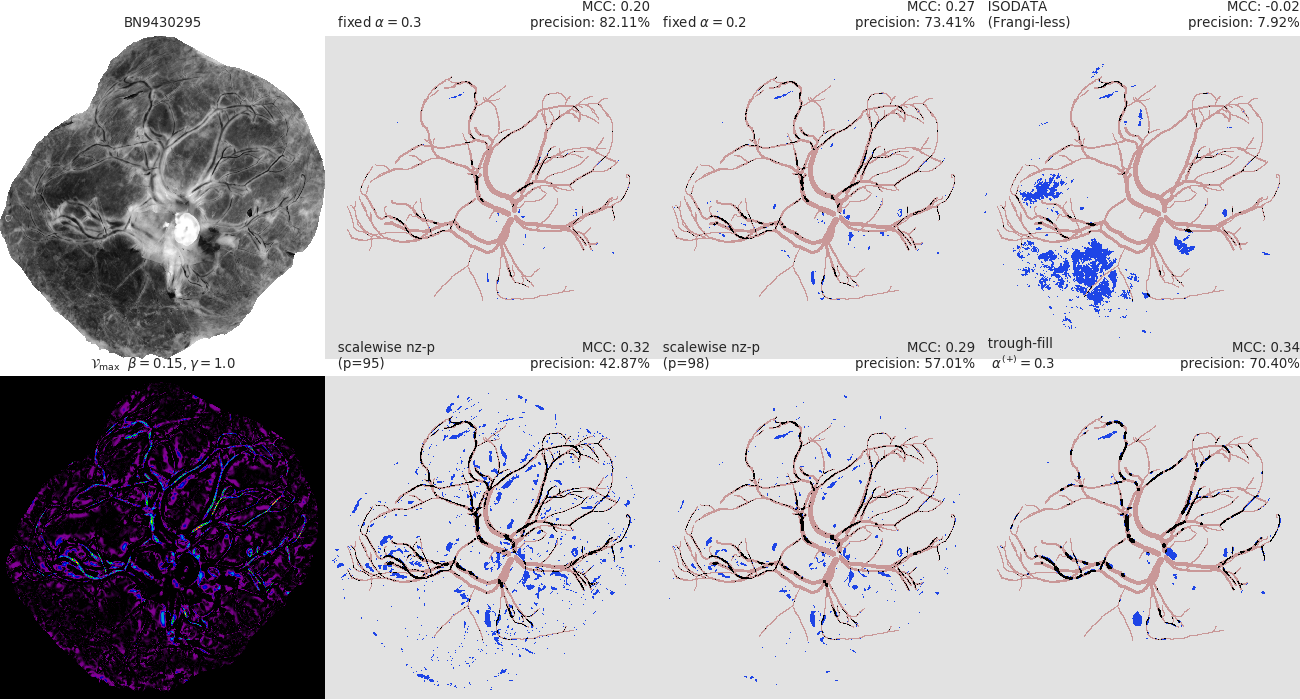 BN9430295
fixed α = 0.3
MCC: 0.20
precision: 82.11%
fixed α = 0.2
MCC: 0.27
precision: 73.41%
ISODATA
(Frangi-less)
MCC: -0.02
precision: 7.92%
𝒱max β = 0.15, γ = 1.0
scalewise nz-p
(p=95)
MCC: 0.32
precision: 42.87%
scalewise nz-p
(p=98)
MCC: 0.29
precision: 57.01%
trough-fill
α(+) = 0.3
MCC: 0.34
precision: 70.40%